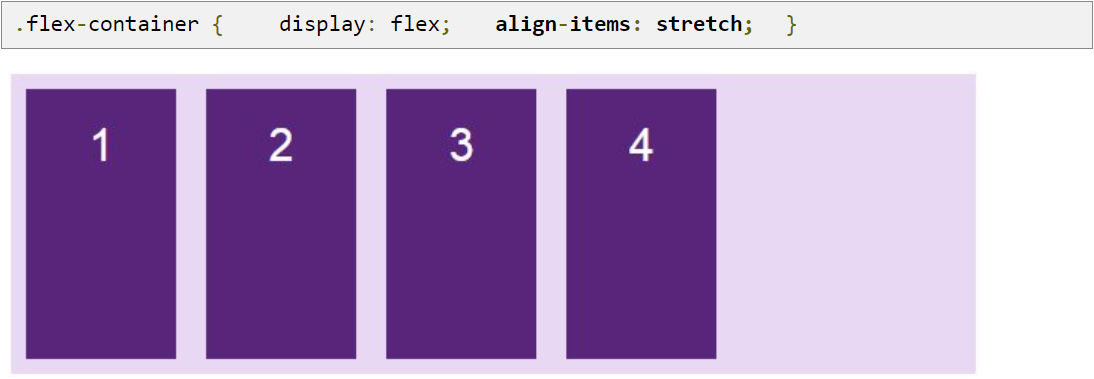 .flex-container {    display: flex;   align-items: stretch;  }
1 2 3 4